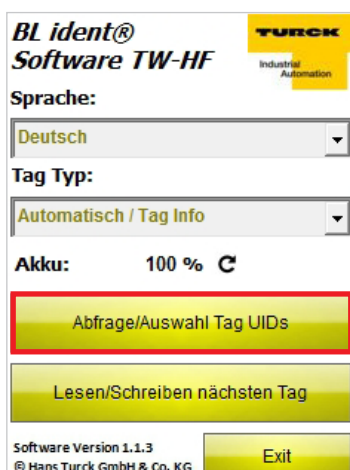 BL ident®
Software TW-HF
TURCK
Industrial
Automation
Sprache:
Deutsch
Tag Typ:
Automatisch / Tag Info
Akku: 100 %
Abfrage/Auswahl Tag UIDs
Lesen/Schreiben nächsten Tag
Software Version 1.1.3
© Hans Turck GmbH & Co. KG
Exit